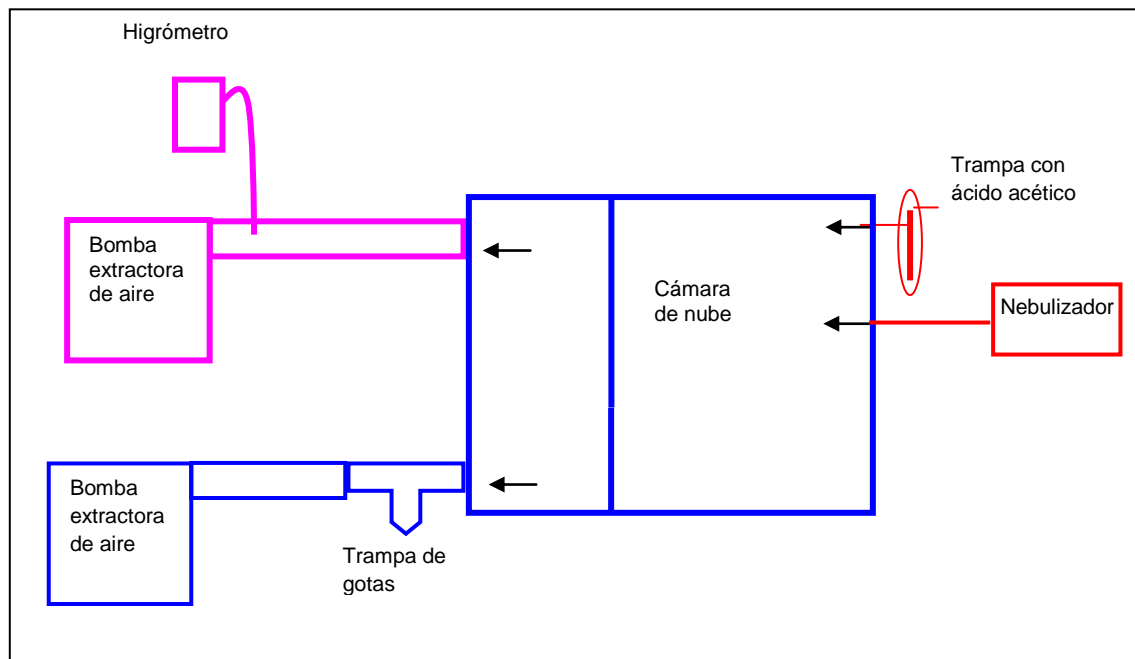 Higrómetro
Trampa con
ácido acético
Bomba
extractora
de aire
Cámara
de nube
Nebulizador
Bomba
extractora
de aire
Trampa de
gotas